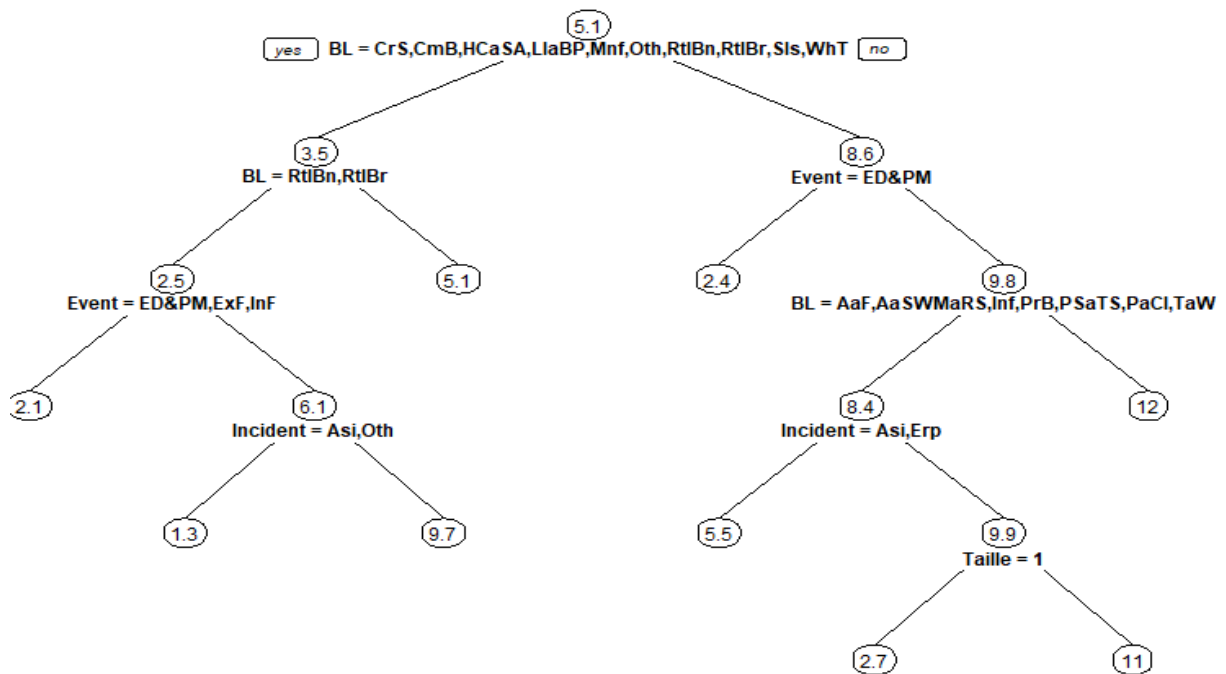 5.1
yes BL = CrS,CmB,HCaSA,LIaBP,Mnf,Oth,RtlBn,RtlBr,Sls,WhT no
3.5 8.6
BL = RtlBn,RtlBr Event = ED&PM
2.5 5.1 2.4 9.8
Event = ED&PM,ExF,InF BL = AaF,AaSWMaRS,Inf,PrB,PSaTS,PaCI,TaW
2.1 6.1 8.4 12
Incident = Asi,Oth Incident = Asi,Erp
1.3 9.7 5.5 9.9
Taille = 1
2.7 11